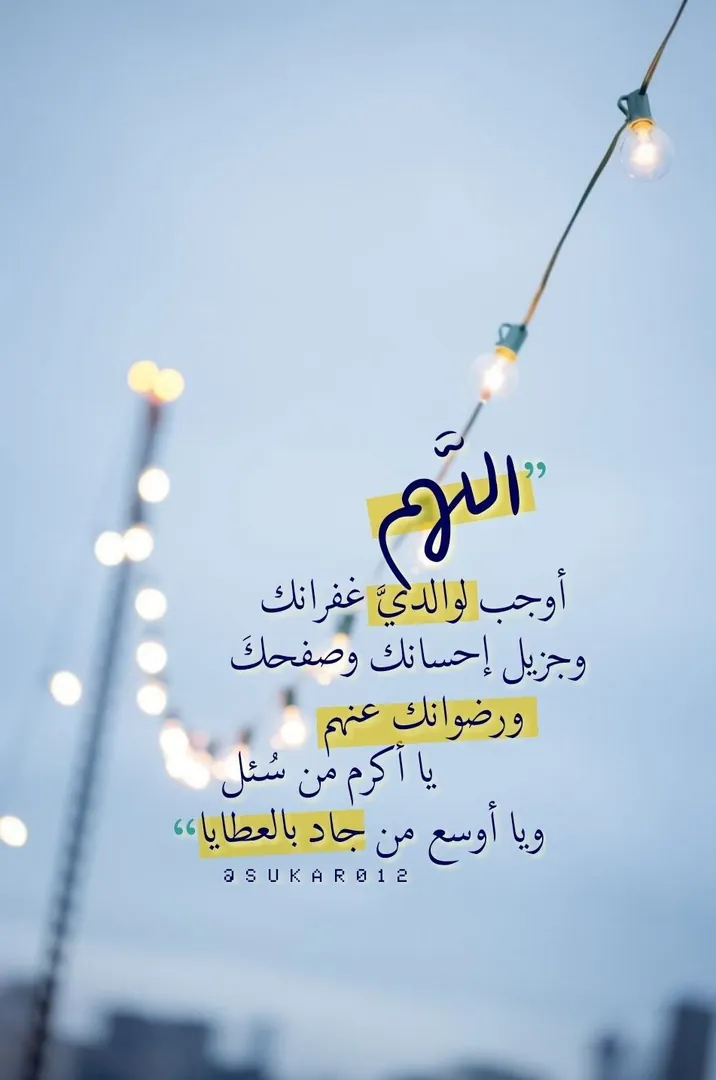 ”اللَّهم
أوجب لوالديَّ غفرانك
وجزيل إحسانك وصفحكَ
ورضوانك عنهم
يا أكرم من سُئل
ويا أوسع من جاد بالعطايا“
@SUKAR012